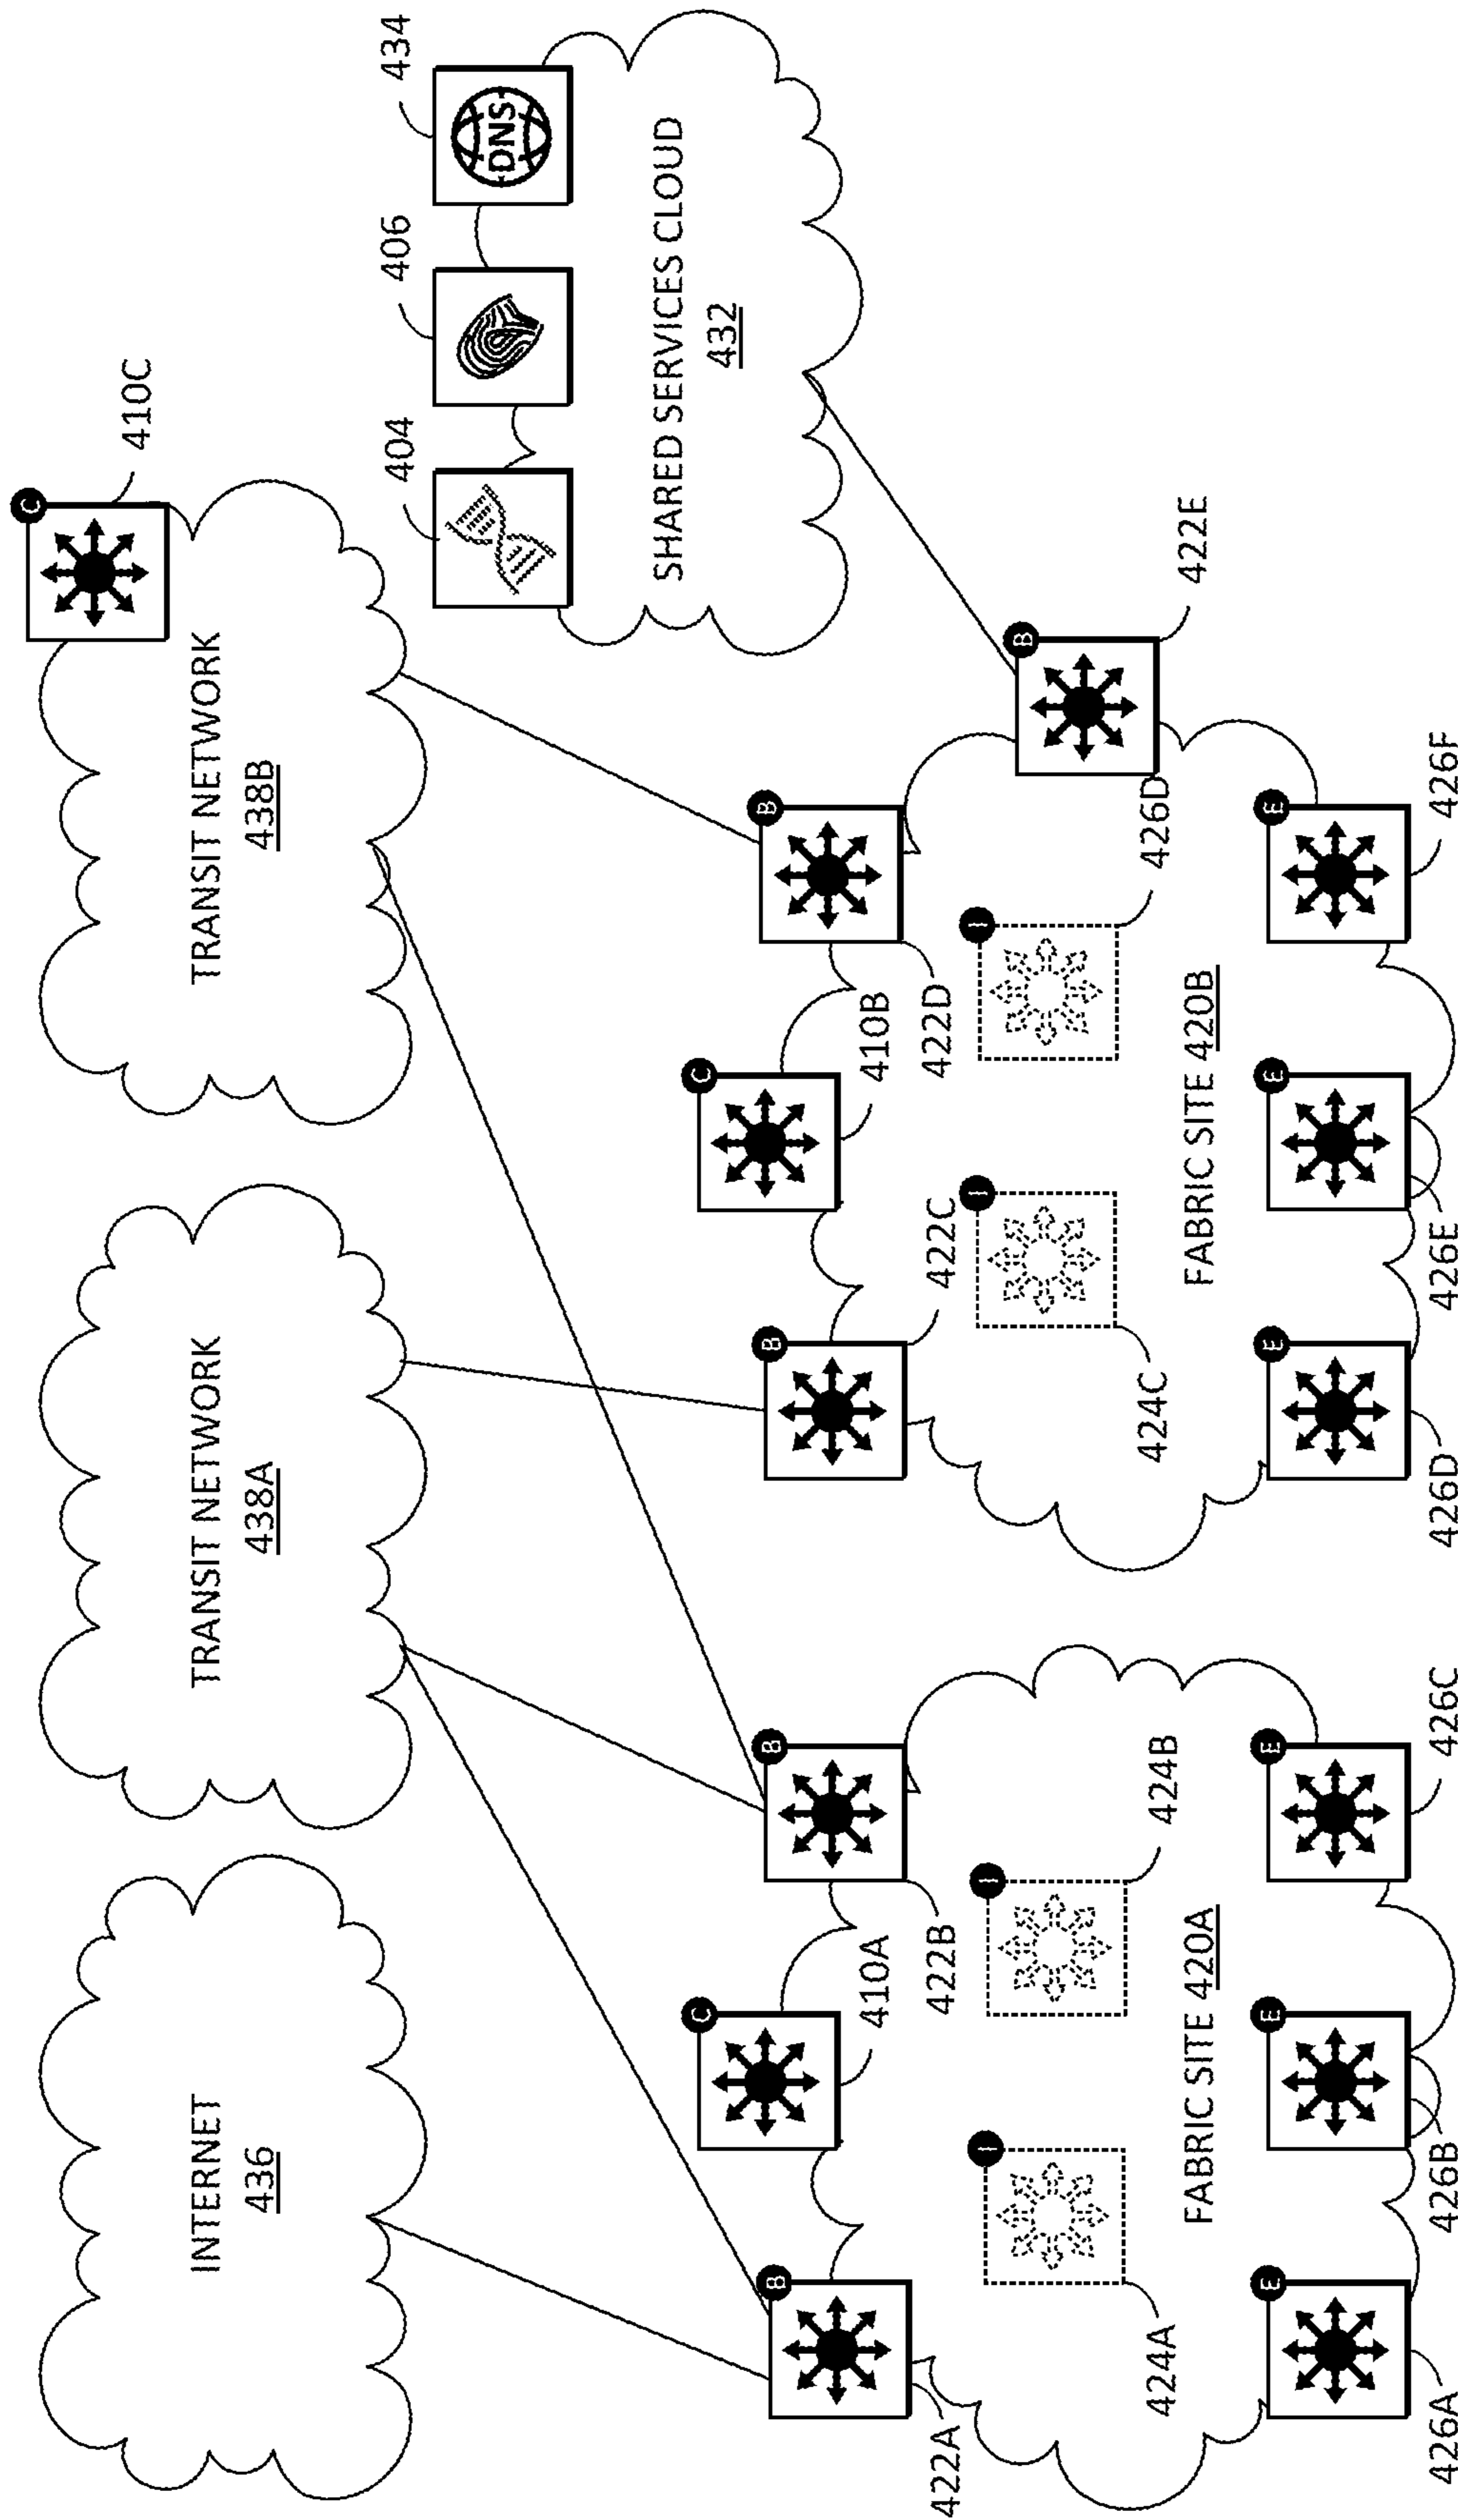 INTERNET
436
TRANSIT NETWORK
438A
TRANSIT NETWORK
438B
C
410C
404
406
434
DNS
SHARED SERVICES CLOUD
432
B
422A
C
410A
B
422B
I
424A
I
424B
FABRIC SITE 420A
E
426A
E
426B
E
426C
B
422C
C
410B
B
422D
B
422E
I
424C
I
426D
FABRIC SITE 420B
E
426D
E
426E
E
426F